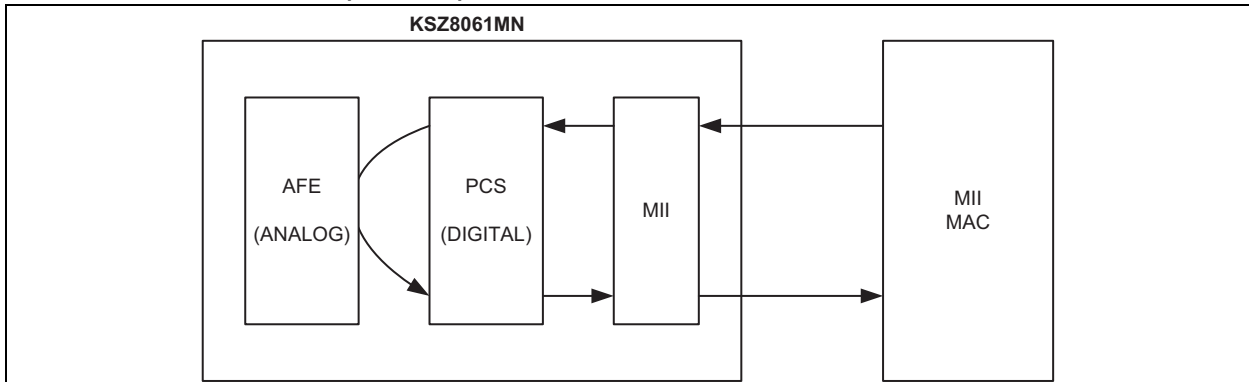 KSZ8061MN
AFE
(ANALOG)
PCS
(DIGITAL)
MII
MII
MAC